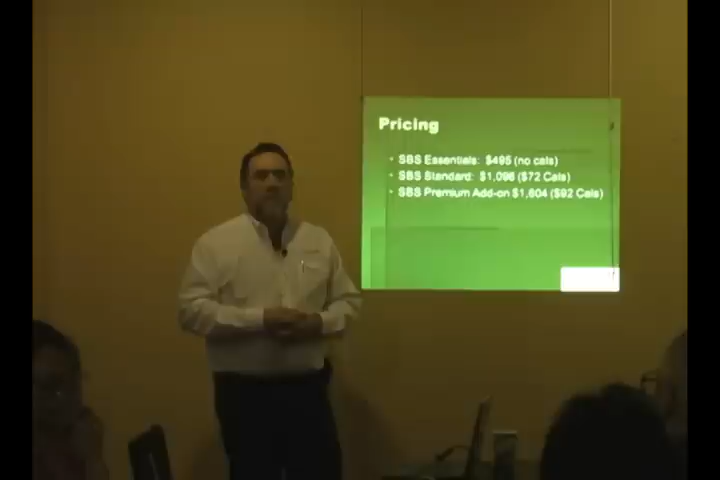 Pricing
• SBS Essentials: $495 (no cals)
• SBS Standard: $1,096 ($72 Cals)
• SBS Premium Add-on $1,604 ($92 Cals)